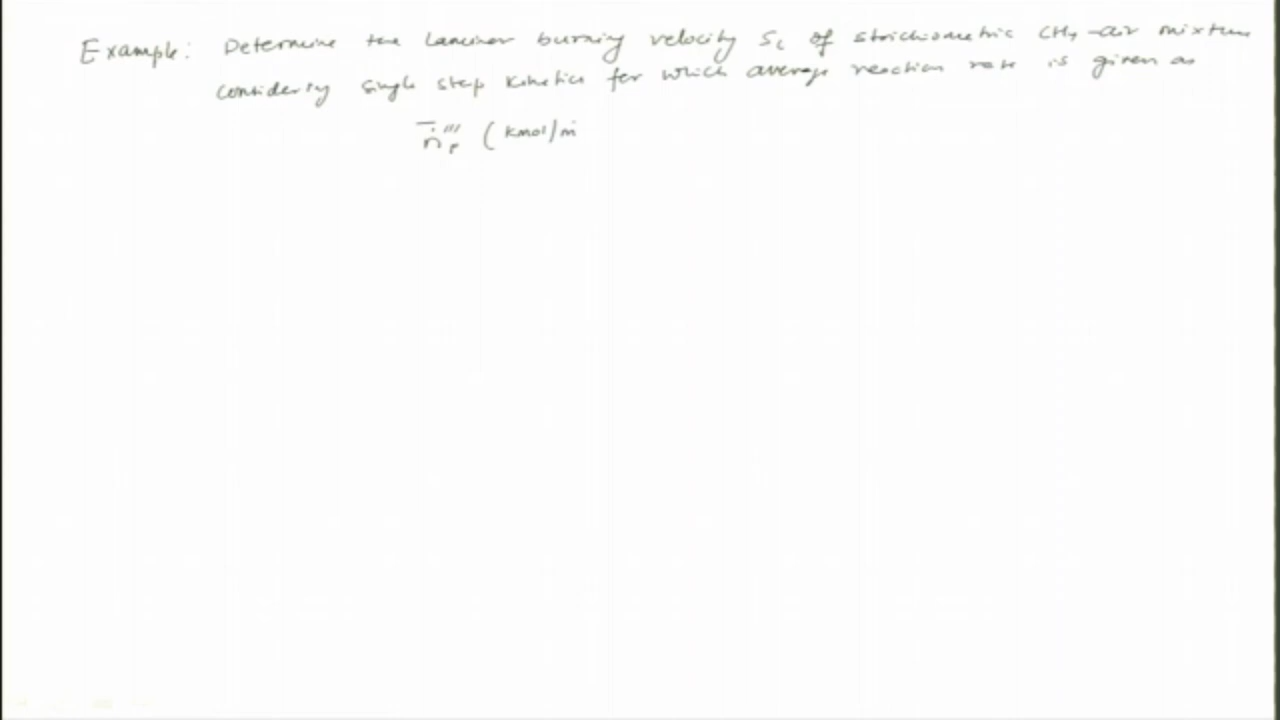 Example: Determine the Laminar burning velocity S_L of stoichiometric CH4-air mixture
considering single step kinetics for which average reaction rate is given as
n̄̇‴_F (kmol/m